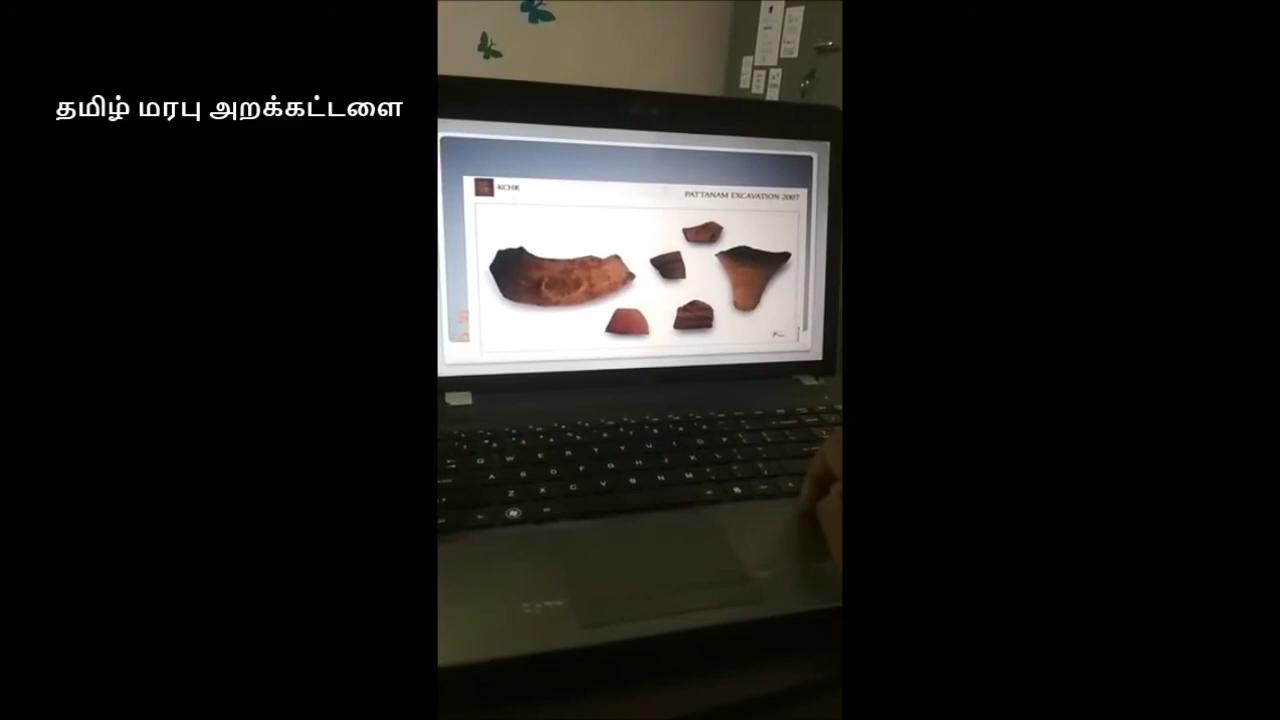 தமிழ் மரபு அறக்கட்டளை
KCHR
PATTANAM EXCAVATION 2007
Q W E R T Y U I O P
A S D F G H J K L
Z X C V B N M